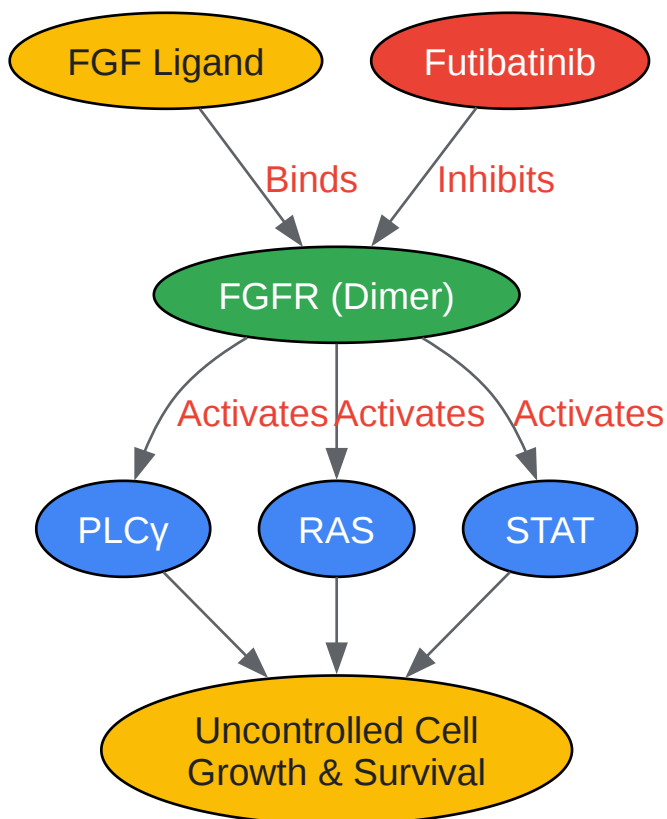 FGF Ligand
Futibatinib
Binds
Inhibits
FGFR (Dimer)
Activates
Activates
Activates
PLCγ
RAS
STAT
Uncontrolled Cell
Growth & Survival